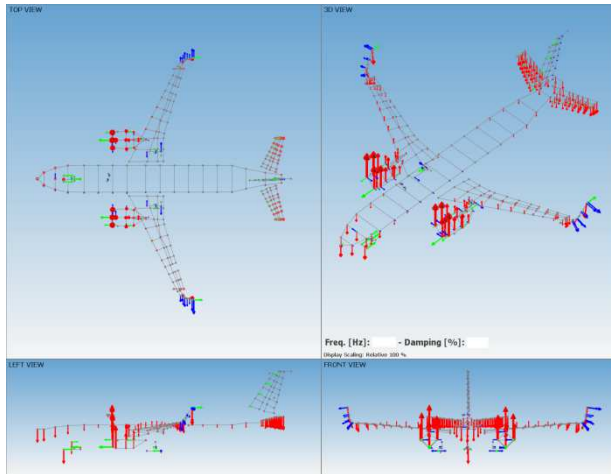 TOP VIEW
3D VIEW
Freq. [Hz]: - Damping [%]:
Display Scaling: Relative 100 %
LEFT VIEW
FRONT VIEW